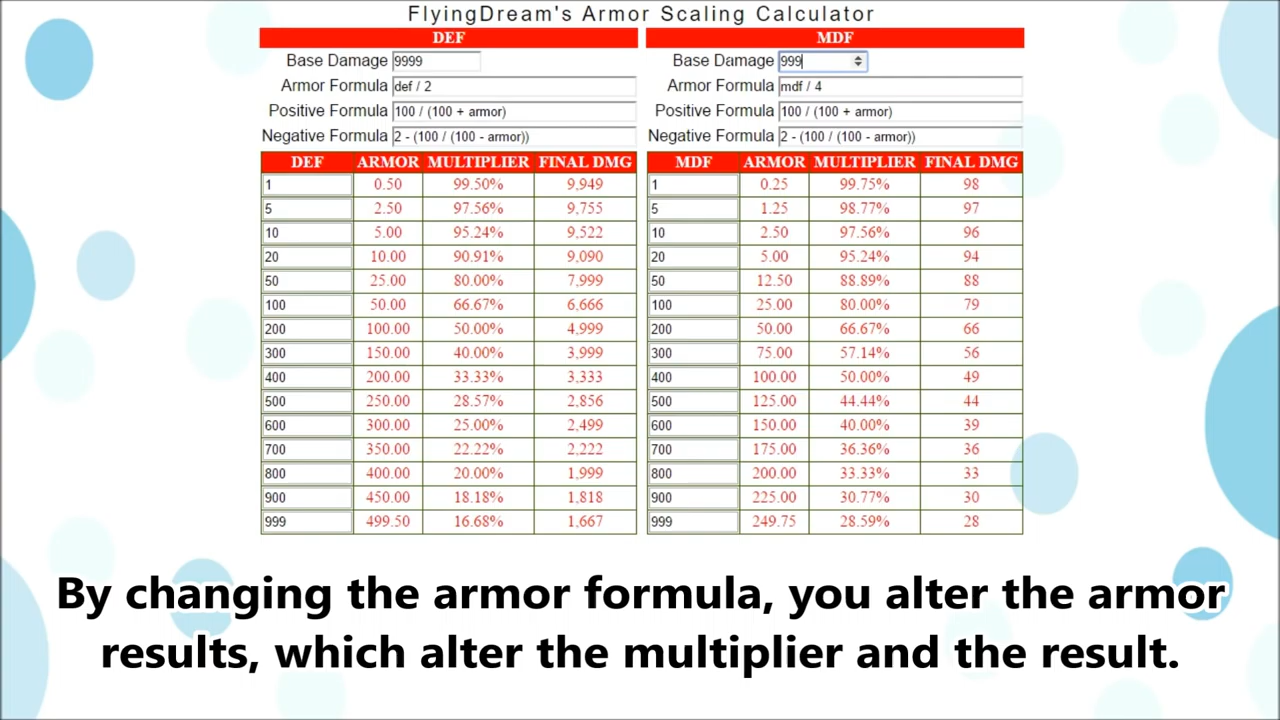 FlyingDream's Armor Scaling Calculator
DEF
Base Damage 9999
Armor Formula def / 2
Positive Formula 100 / (100 + armor)
Negative Formula 2 - (100 / (100 - armor))
DEF ARMOR MULTIPLIER FINAL DMG
1 0.50 99.50% 9,949
5 2.50 97.56% 9,755
10 5.00 95.24% 9,522
20 10.00 90.91% 9,090
50 25.00 80.00% 7,999
100 50.00 66.67% 6,666
200 100.00 50.00% 4,999
300 150.00 40.00% 3,999
400 200.00 33.33% 3,333
500 250.00 28.57% 2,856
600 300.00 25.00% 2,499
700 350.00 22.22% 2,222
800 400.00 20.00% 1,999
900 450.00 18.18% 1,818
999 499.50 16.68% 1,667
MDF
Base Damage 999
Armor Formula mdf / 4
Positive Formula 100 / (100 + armor)
Negative Formula 2 - (100 / (100 - armor))
MDF ARMOR MULTIPLIER FINAL DMG
1 0.25 99.75% 98
5 1.25 98.77% 97
10 2.50 97.56% 96
20 5.00 95.24% 94
50 12.50 88.89% 88
100 25.00 80.00% 79
200 50.00 66.67% 66
300 75.00 57.14% 56
400 100.00 50.00% 49
500 125.00 44.44% 44
600 150.00 40.00% 39
700 175.00 36.36% 36
800 200.00 33.33% 33
900 225.00 30.77% 30
999 249.75 28.59% 28
By changing the armor formula, you alter the armor
results, which alter the multiplier and the result.